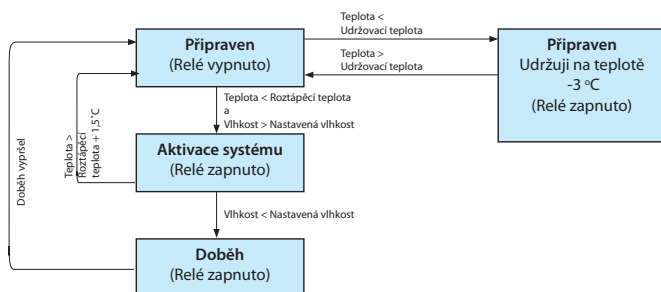 Připraven
(Relé vypnuto)
Teplota <
Udržovací teplota
Teplota >
Udržovací teplota
Připraven
Udržuji na teplotě
-3 °C
(Relé zapnuto)
Teplota < Roztápěcí teplota
a
Vlhkost > Nastavená vlhkost
Aktivace systému
(Relé zapnuto)
Teplota >
Roztápěcí
teplota + 1,5°C
Doběh vypršel
Vlhkost < Nastavená vlhkost
Doběh
(Relé zapnuto)